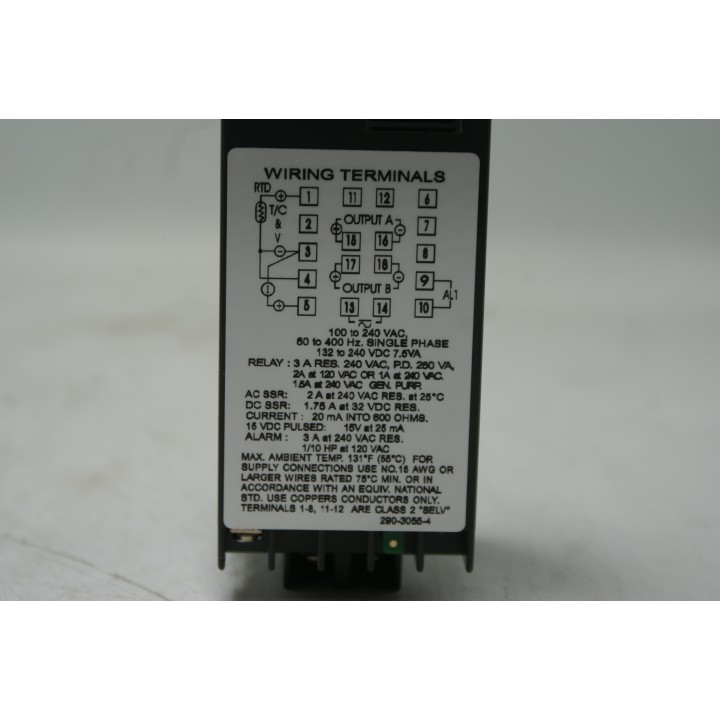 WIRING TERMINALS
RTD
T/C
&
V
I
1 11 12 6
2 OUTPUT A 7
15 16
3 17 18 8
4 OUTPUT B 9
5 13 14 10
AL1
100 to 240 VAC,
50 to 400 Hz. SINGLE PHASE
132 to 240 VDC 7.5VA
RELAY : 3 A RES. 240 VAC, P.D. 250 VA,
2A at 120 VAC OR 1A at 240 VAC.
1.5A at 240 VAC GEN. PURP.
AC SSR: 2 A at 240 VAC RES at 25°C
DC SSR: 1.75 A at 32 VDC RES.
CURRENT : 20 mA INTO 600 OHMS.
15 VDC PULSED: 15V at 25 mA
ALARM : 3 A at 240 VAC RES.
1/10 HP at 120 VAC
MAX. AMBIENT TEMP. 131°F (55°C) FOR
SUPPLY CONNECTIONS USE NO.16 AWG OR
LARGER WIRES RATED 75°C MIN. OR IN
ACCORDANCE WITH AN EQUIV. NATIONAL
STD. USE COPPERS CONDUCTORS ONLY.
TERMINALS 1-5, 11-12 ARE CLASS 2 "SELV"
290-3055-4